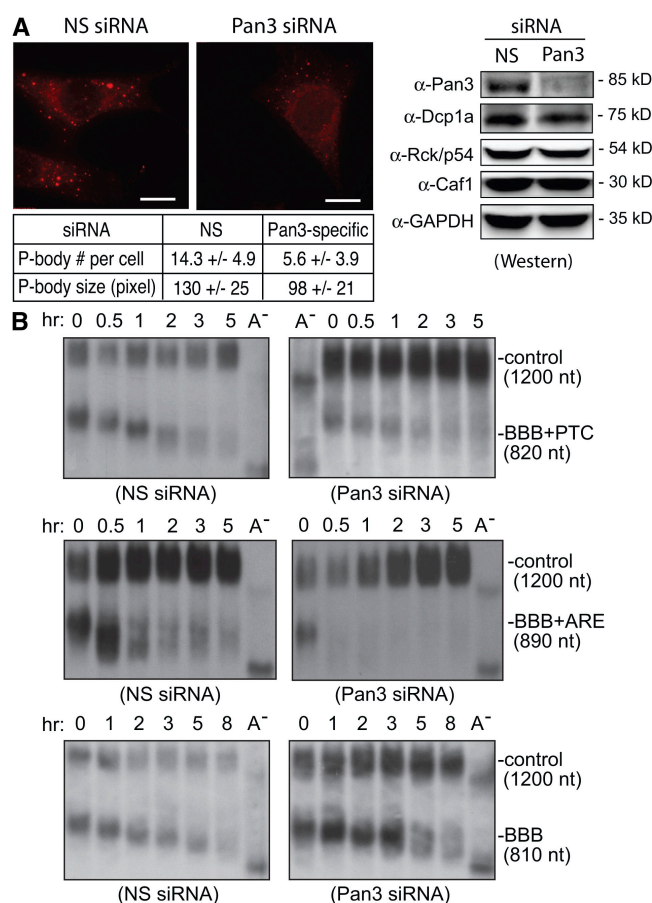 A
NS siRNA
Pan3 siRNA
siRNA NS Pan3-specific
P-body # per cell 14.3 +/- 4.9 5.6 +/- 3.9
P-body size (pixel) 130 +/- 25 98 +/- 21
siRNA
NS Pan3
α-Pan3 - 85 kD
α-Dcp1a - 75 kD
α-Rck/p54 - 54 kD
α-Caf1 - 30 kD
α-GAPDH - 35 kD
(Western)
B
hr: 0 0.5 1 2 3 5 A⁻
A⁻ 0 0.5 1 2 3 5
-control
(1200 nt)
-BBB+PTC
(820 nt)
(NS siRNA)
(Pan3 siRNA)
hr: 0 0.5 1 2 3 5 A⁻
0 0.5 1 2 3 5 A⁻
-control
(1200 nt)
-BBB+ARE
(890 nt)
(NS siRNA)
(Pan3 siRNA)
hr: 0 1 2 3 5 8 A⁻
0 1 2 3 5 8 A⁻
-control
(1200 nt)
-BBB
(810 nt)
(NS siRNA)
(Pan3 siRNA)